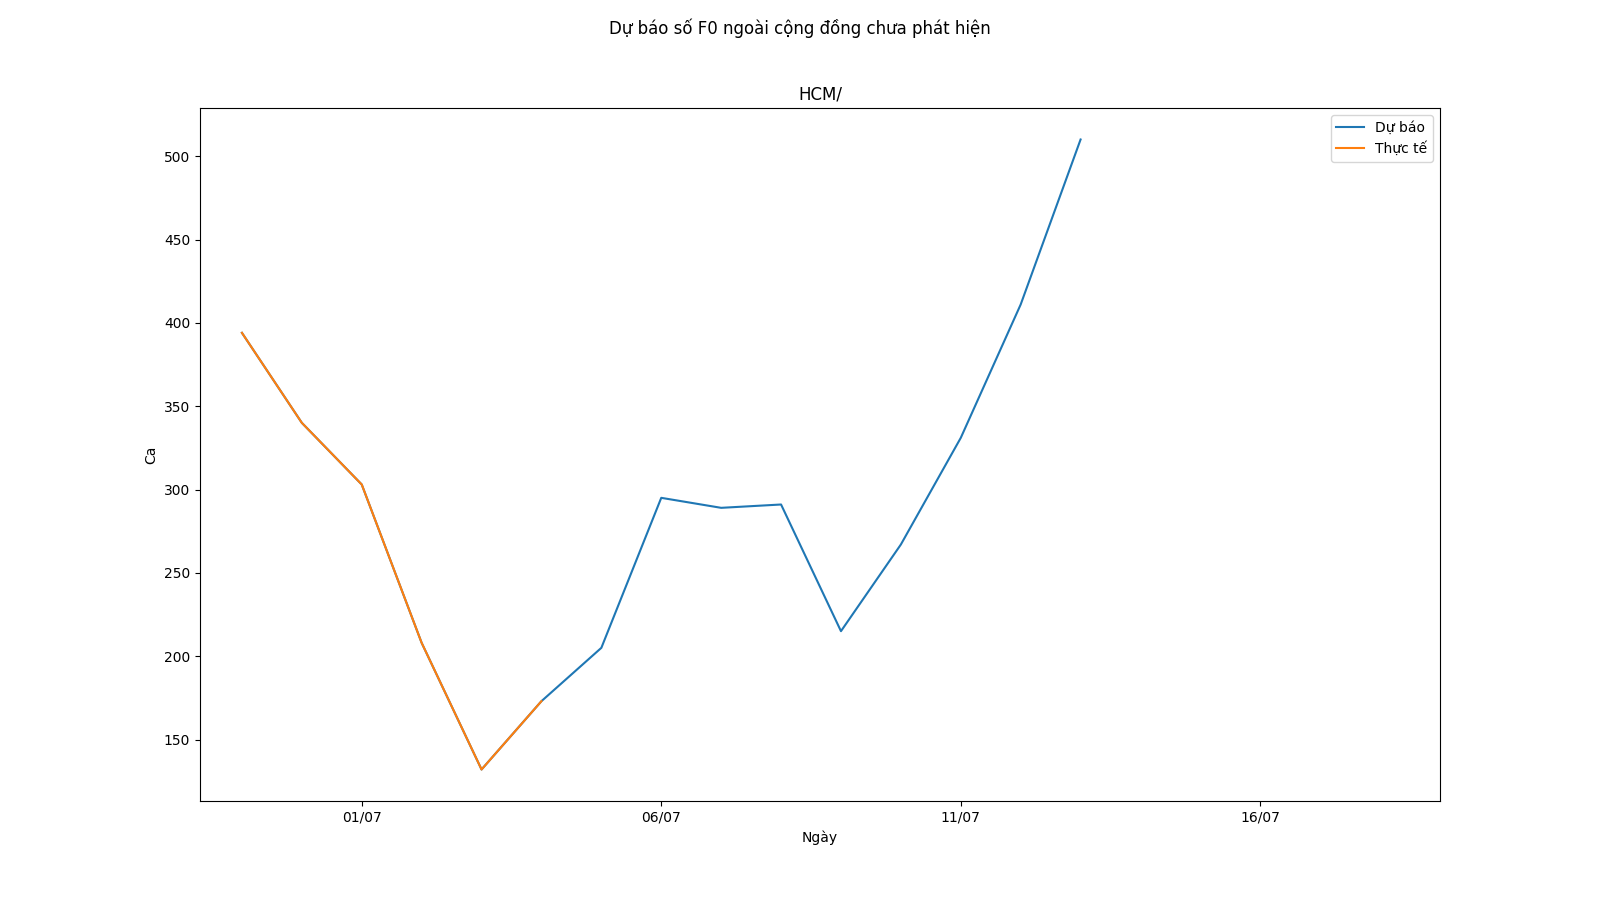 Dự báo số F0 ngoài cộng đồng chưa phát hiện
HCM/
Dự báo
Thực tế
500
450
400
350
300
250
200
150
Ca
01/07
06/07
11/07
16/07
Ngày